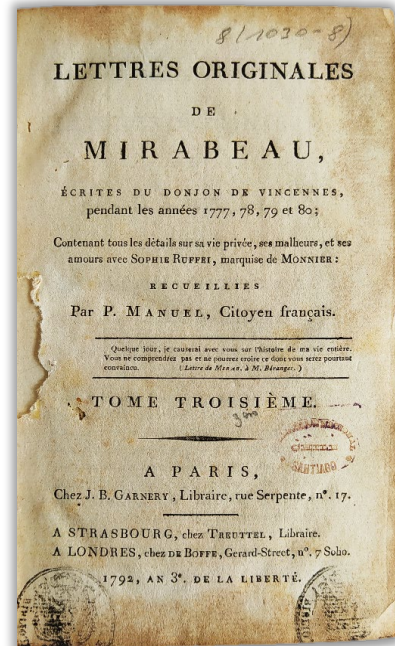 8(1030-8)
LETTRES ORIGINALES
DE
MIRABEAU,
ÉCRITES DU DONJON DE VINCENNES,
pendant les années 1777, 78, 79 et 80;
Contenant tous les détails sur sa vie privée, ses malheurs, et ses
amours avec SOPHIE RUFFEI, marquise de MONNIER:
RECUEILLIES
Par P. MANUEL, Citoyen français.
Quelque jour, je causerai avec vous sur l'histoire de ma vie entière.
Vous ne comprendrez pas et ne pourrez croire ce dont vous serez pourtant
convaincu. (Lettre de à M. Béranger.)
TOME TROISIÈME.
SANTIAGO
A PARIS,
Chez J. B. GARNERY, Libraire, rue Serpente, n°. 17.
A STRASBOURG, chez TREUTTEL, Libraire.
A LONDRES, chez DE BOFFE, Gerard-Street, n°. 7 Soho.
1792, AN 3e. DE LA LIBERTÉ.